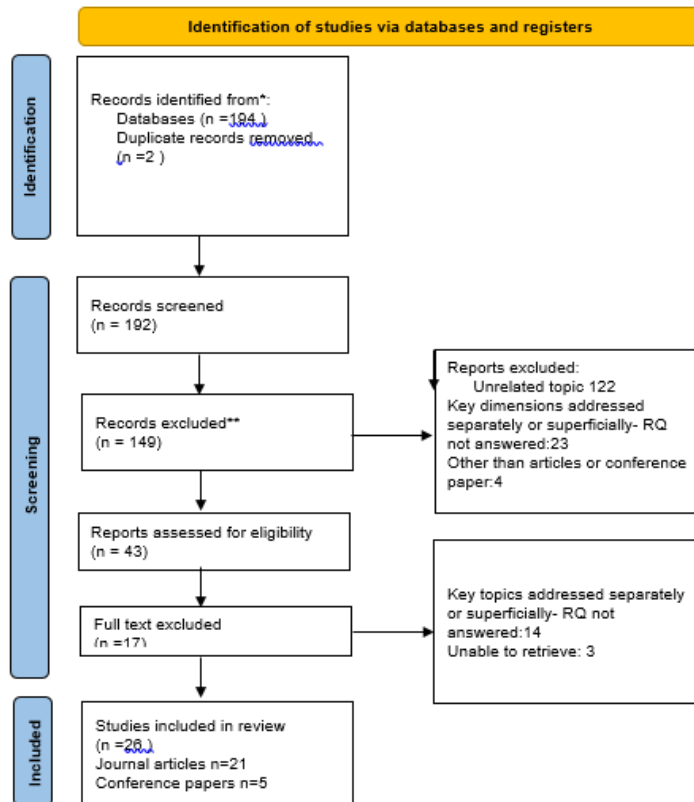 Identification of studies via databases and registers
Identification
Records identified from*:
Databases (n =194 )
Duplicate records removed
(n =2 )
Screening
Records screened
(n = 192)
Records excluded**
(n = 149)
Reports excluded:
Unrelated topic 122
Key dimensions addressed
separately or superficially- RQ
not answered:23
Other than articles or conference
paper:4
Reports assessed for eligibility
(n = 43)
Full text excluded
(n =17)
Key topics addressed separately
or superficially- RQ not
answered:14
Unable to retrieve: 3
Included
Studies included in review
(n =26 )
Journal articles n=21
Conference papers n=5